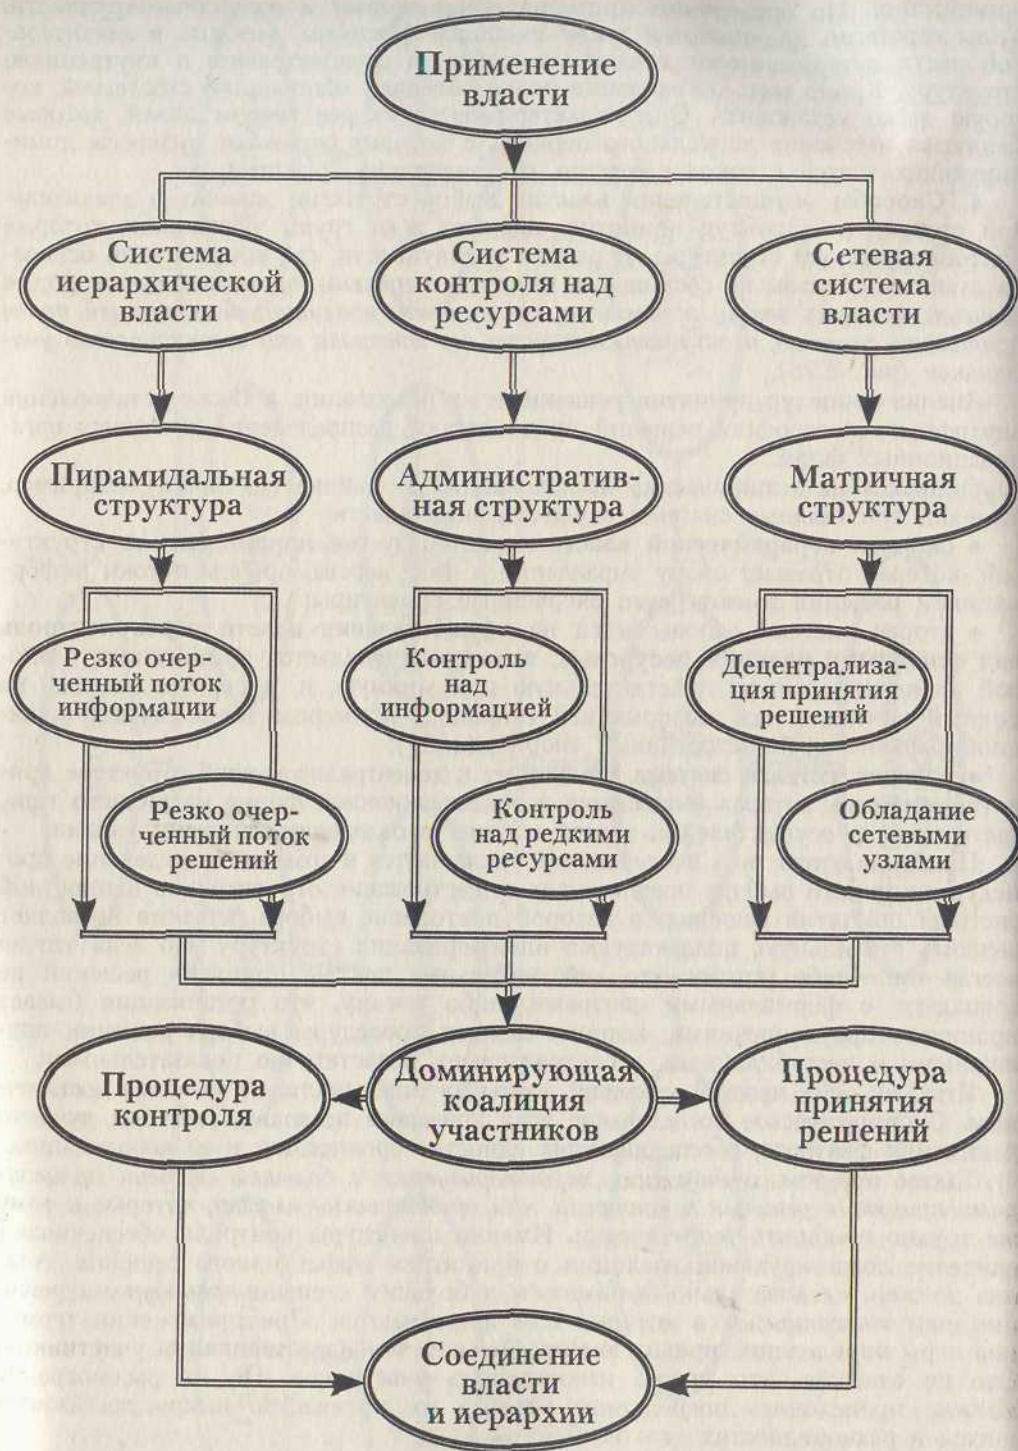 Применение
власти
Система
иерархической
власти
Система
контроля над
ресурсами
Сетевая
система
власти
Пирамидальная
структура
Административ-
ная структура
Матричная
структура
Резко очер-
ченный поток
информации
Контроль
над
информацией
Децентрализа-
ция принятия
решений
Резко очер-
ченный поток
решений
Контроль
над редкими
ресурсами
Обладание
сетевыми
узлами
Процедура
контроля
Доминирующая
коалиция
участников
Процедура
принятия
решений
Соединение
власти
и иерархии